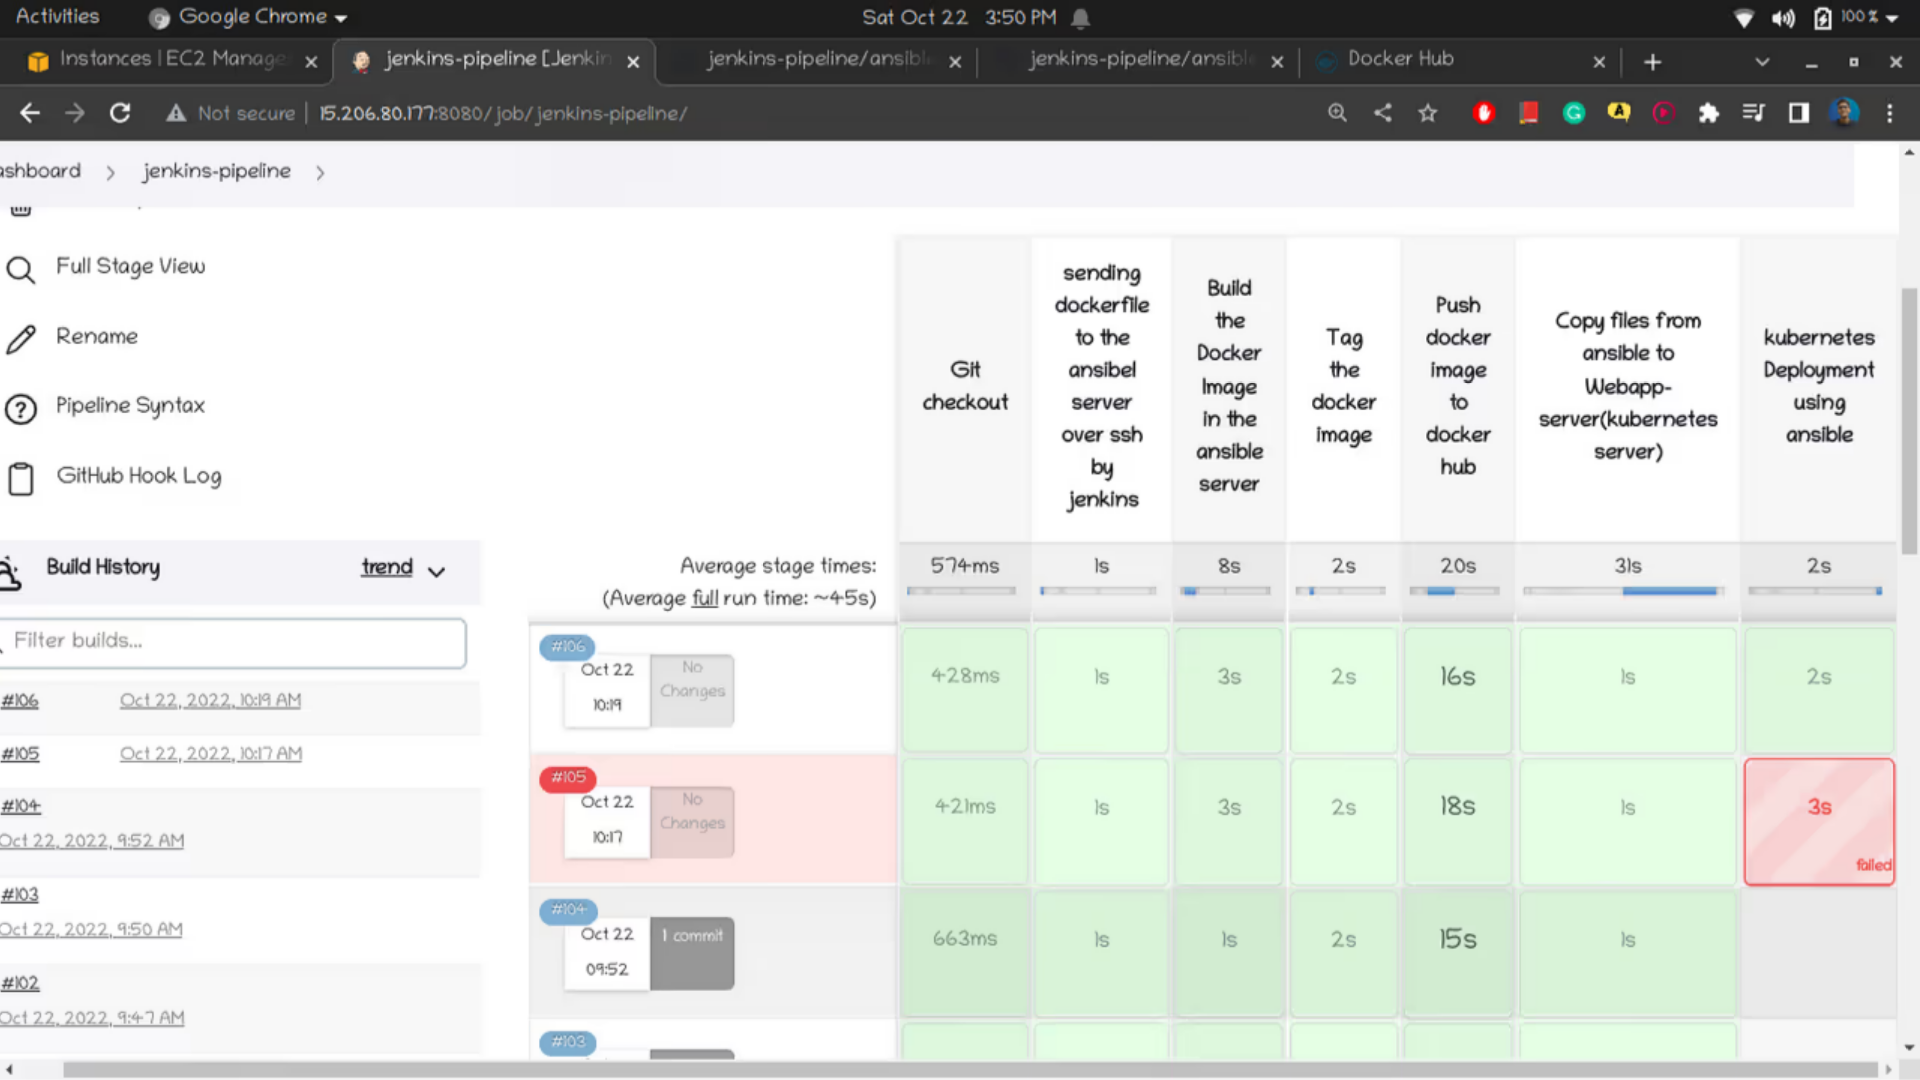 Activities
Google Chrome
Sat Oct 22 3:50 PM
100 %
Instances | EC2 Manage
jenkins-pipeline [Jenkin
jenkins-pipeline/ansible
jenkins-pipeline/ansible
Docker Hub
Not secure
15.206.80.177:8080/job/jenkins-pipeline/
ashboard
jenkins-pipeline
Full Stage View
Rename
Pipeline Syntax
GitHub Hook Log
Build History
trend
Filter builds...
#106
Oct 22, 2022, 10:19 AM
#105
Oct 22, 2022, 10:17 AM
#104
Oct 22, 2022, 9:52 AM
#103
Oct 22, 2022, 9:50 AM
#102
Oct 22, 2022, 9:47 AM
Git
checkout
sending
dockerfile
to the
ansibel
server
over ssh
by
jenkins
Build
the
Docker
Image
in the
ansible
server
Tag
the
docker
image
Push
docker
image
to
docker
hub
Copy files from
ansible to
Webapp-
server(kubernetes
server)
kubernetes
Deployment
using
ansible
Average stage times:
(Average full run time: ~45s)
574ms
1s
8s
2s
20s
31s
2s
#106
Oct 22
10:19
No
Changes
428ms
1s
3s
2s
16s
1s
2s
#105
Oct 22
10:17
No
Changes
421ms
1s
3s
2s
18s
1s
3s
failed
#104
Oct 22
09:52
1 commit
663ms
1s
1s
2s
15s
1s
#103